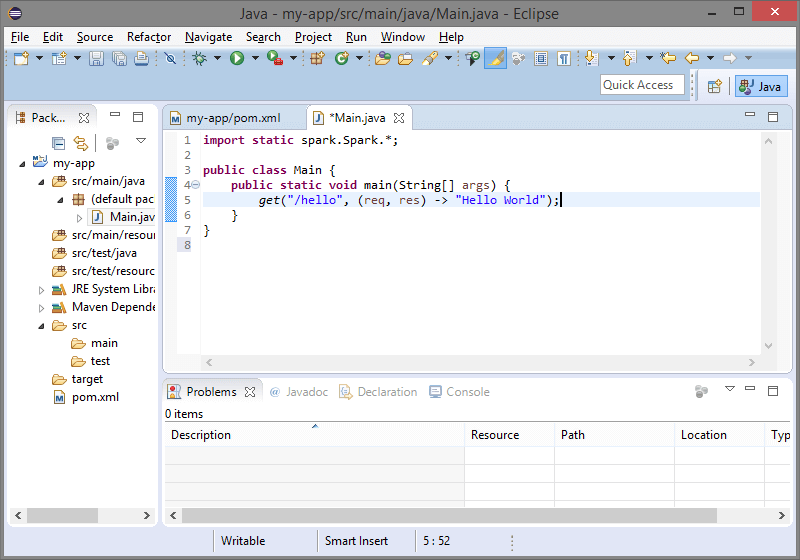 Java - my-app/src/main/java/Main.java - Eclipse
File Edit Source Refactor Navigate Search Project Run Window Help
Quick Access Java
Pack...
my-app
src/main/java
(default pac
Main.jav
src/main/resour
src/test/java
src/test/resourc
JRE System Libra
Maven Depende
src
main
test
target
pom.xml
my-app/pom.xml *Main.java
1 import static spark.Spark.*;
2
3 public class Main {
4 public static void main(String[] args) {
5 get("/hello", (req, res) -> "Hello World");
6 }
7 }
8
Problems Javadoc Declaration Console
0 items
Description Resource Path Location Typ
Writable Smart Insert 5 : 52